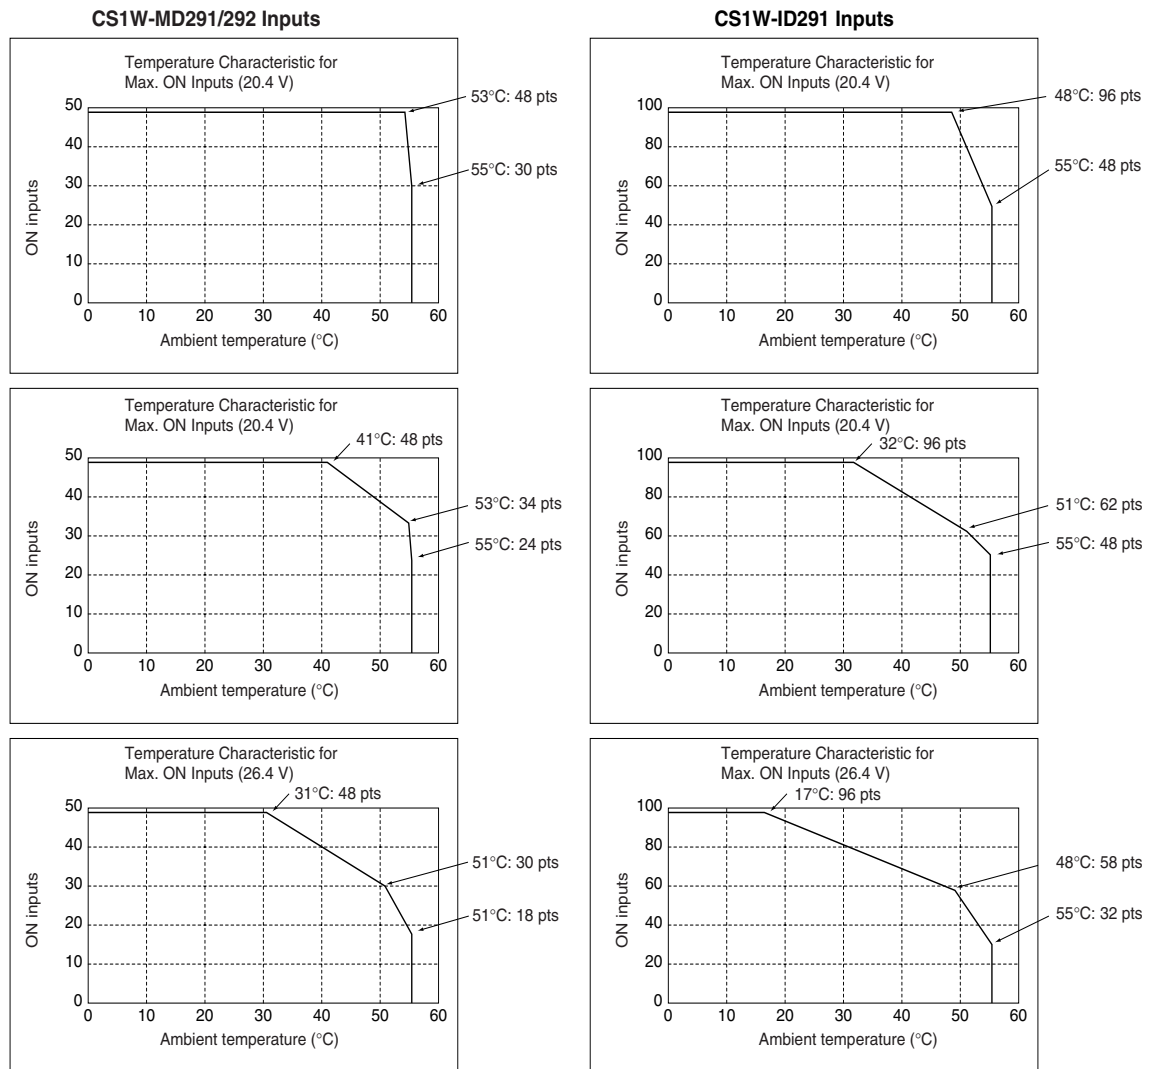 CS1W-MD291/292 Inputs
Temperature Characteristic for
Max. ON Inputs (20.4 V)
53°C: 48 pts
55°C: 30 pts
50
40
30
20
10
0
ON inputs
0 10 20 30 40 50 60
Ambient temperature (°C)
Temperature Characteristic for
Max. ON Inputs (20.4 V)
41°C: 48 pts
53°C: 34 pts
55°C: 24 pts
50
40
30
20
10
0
ON inputs
0 10 20 30 40 50 60
Ambient temperature (°C)
Temperature Characteristic for
Max. ON Inputs (26.4 V)
31°C: 48 pts
51°C: 30 pts
51°C: 18 pts
50
40
30
20
10
0
ON inputs
0 10 20 30 40 50 60
Ambient temperature (°C)
CS1W-ID291 Inputs
Temperature Characteristic for
Max. ON Inputs (20.4 V)
48°C: 96 pts
55°C: 48 pts
100
80
60
40
20
0
ON inputs
0 10 20 30 40 50 60
Ambient temperature (°C)
Temperature Characteristic for
Max. ON Inputs (20.4 V)
32°C: 96 pts
51°C: 62 pts
55°C: 48 pts
100
80
60
40
20
0
ON inputs
0 10 20 30 40 50 60
Ambient temperature (°C)
Temperature Characteristic for
Max. ON Inputs (26.4 V)
17°C: 96 pts
48°C: 58 pts
55°C: 32 pts
100
80
60
40
20
0
ON inputs
0 10 20 30 40 50 60
Ambient temperature (°C)